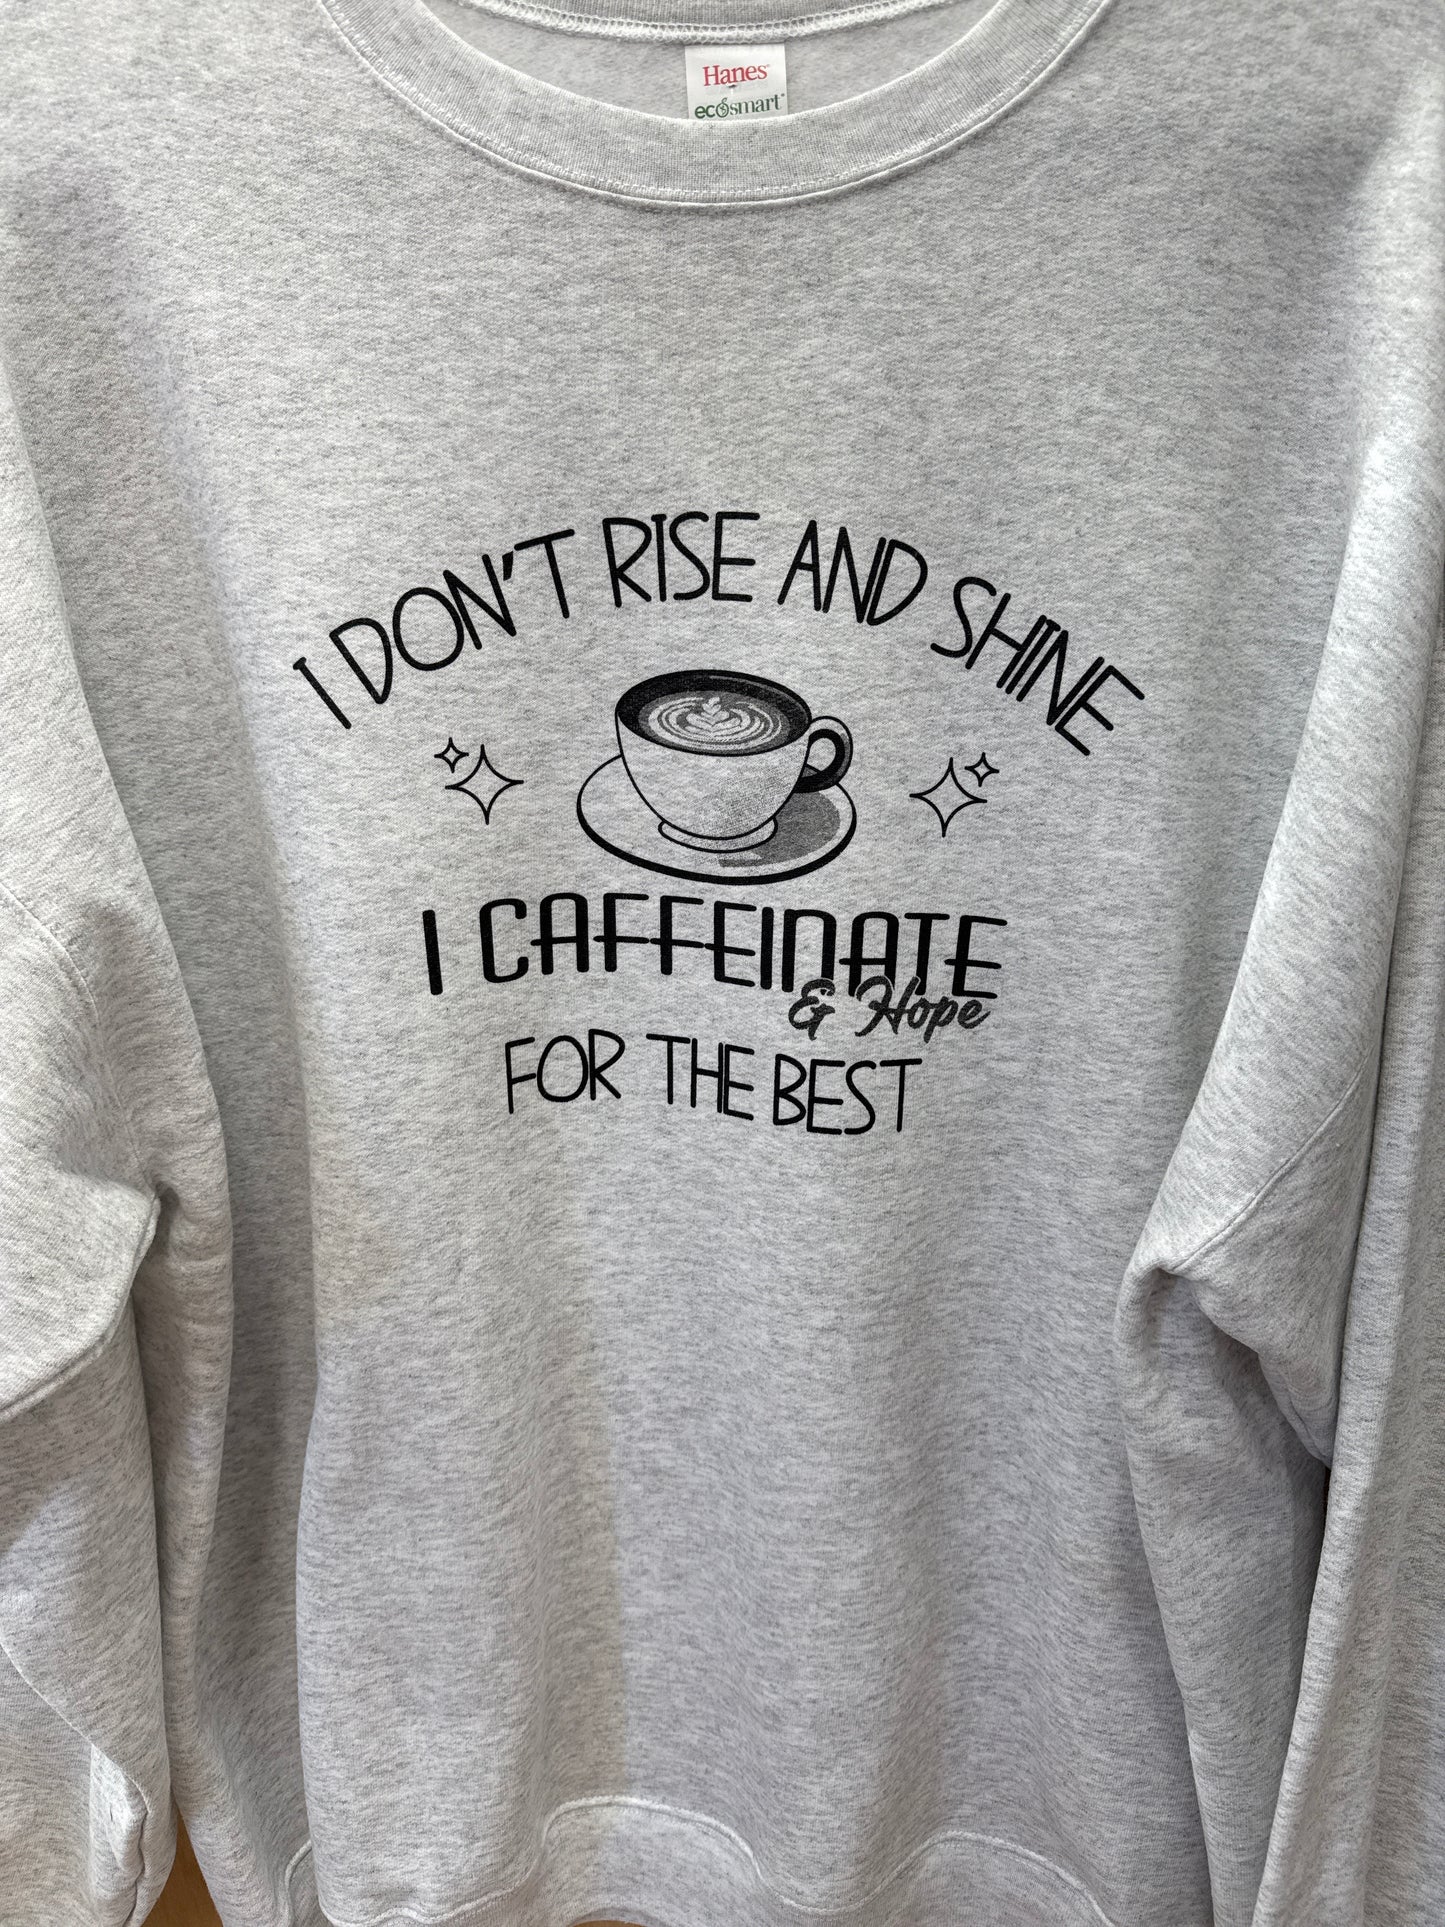 Hanes
ecosmart
I DON'T RISE AND SHINE
I CAFFEINATE
& Hope
FOR THE BEST